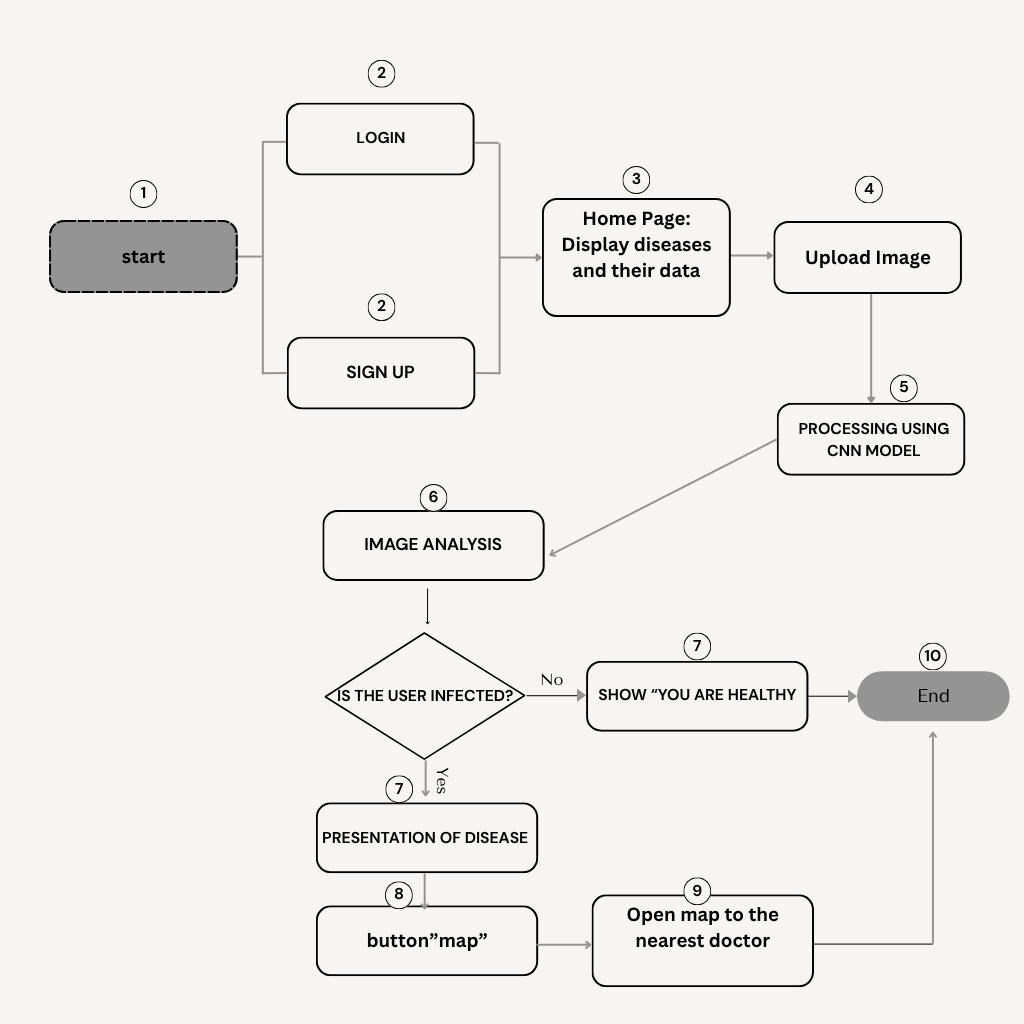 2
LOGIN
1
start
2
SIGN UP
3
Home Page:
Display diseases
and their data
4
Upload Image
5
PROCESSING USING
CNN MODEL
6
IMAGE ANALYSIS
IS THE USER INFECTED?
No
7
SHOW “YOU ARE HEALTHY
10
End
Yes
7
PRESENTATION OF DISEASE
8
button”map”
9
Open map to the
nearest doctor